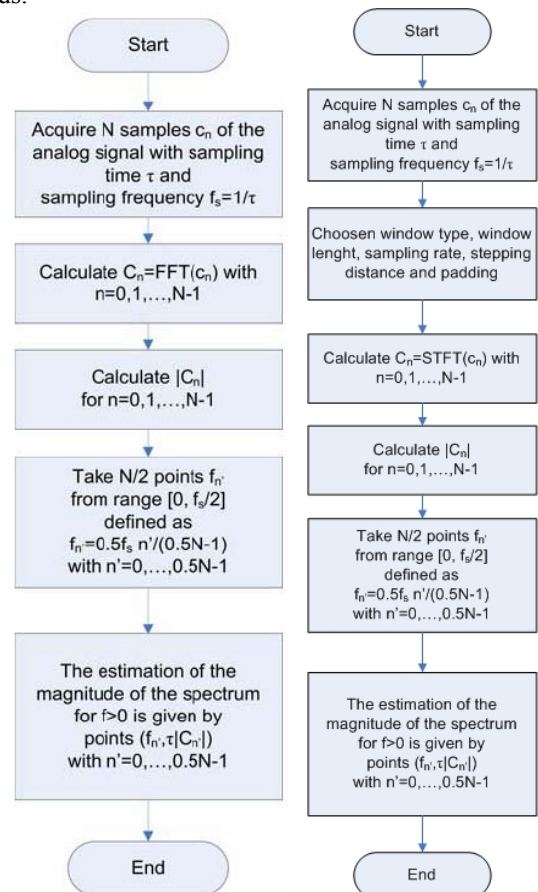 us.
Start
Acquire N samples cn of the
analog signal with sampling
time τ and
sampling frequency fs=1/τ
Calculate Cn=FFT(cn) with
n=0,1,…,N-1
Calculate |Cn|
for n=0,1,…,N-1
Take N/2 points fn'
from range [0, fs/2]
defined as
fn'=0.5fs n'/(0.5N-1)
with n'=0,…,0.5N-1
The estimation of the
magnitude of the spectrum
for f>0 is given by
points (fn',τ|Cn'|)
with n'=0,…,0.5N-1
End
Start
Acquire N samples cn of the
analog signal with sampling
time τ and
sampling frequency fs=1/τ
Choosen window type, window
lenght, sampling rate, stepping
distance and padding
Calculate Cn=STFT(cn) with
n=0,1,…,N-1
Calculate |Cn|
for n=0,1,…,N-1
Take N/2 points fn'
from range [0, fs/2]
defined as
fn'=0.5fs n'/(0.5N-1)
with n'=0,…,0.5N-1
The estimation of the
magnitude of the spectrum
for f>0 is given by
points (fn',τ|Cn'|)
with n'=0,…,0.5N-1
End